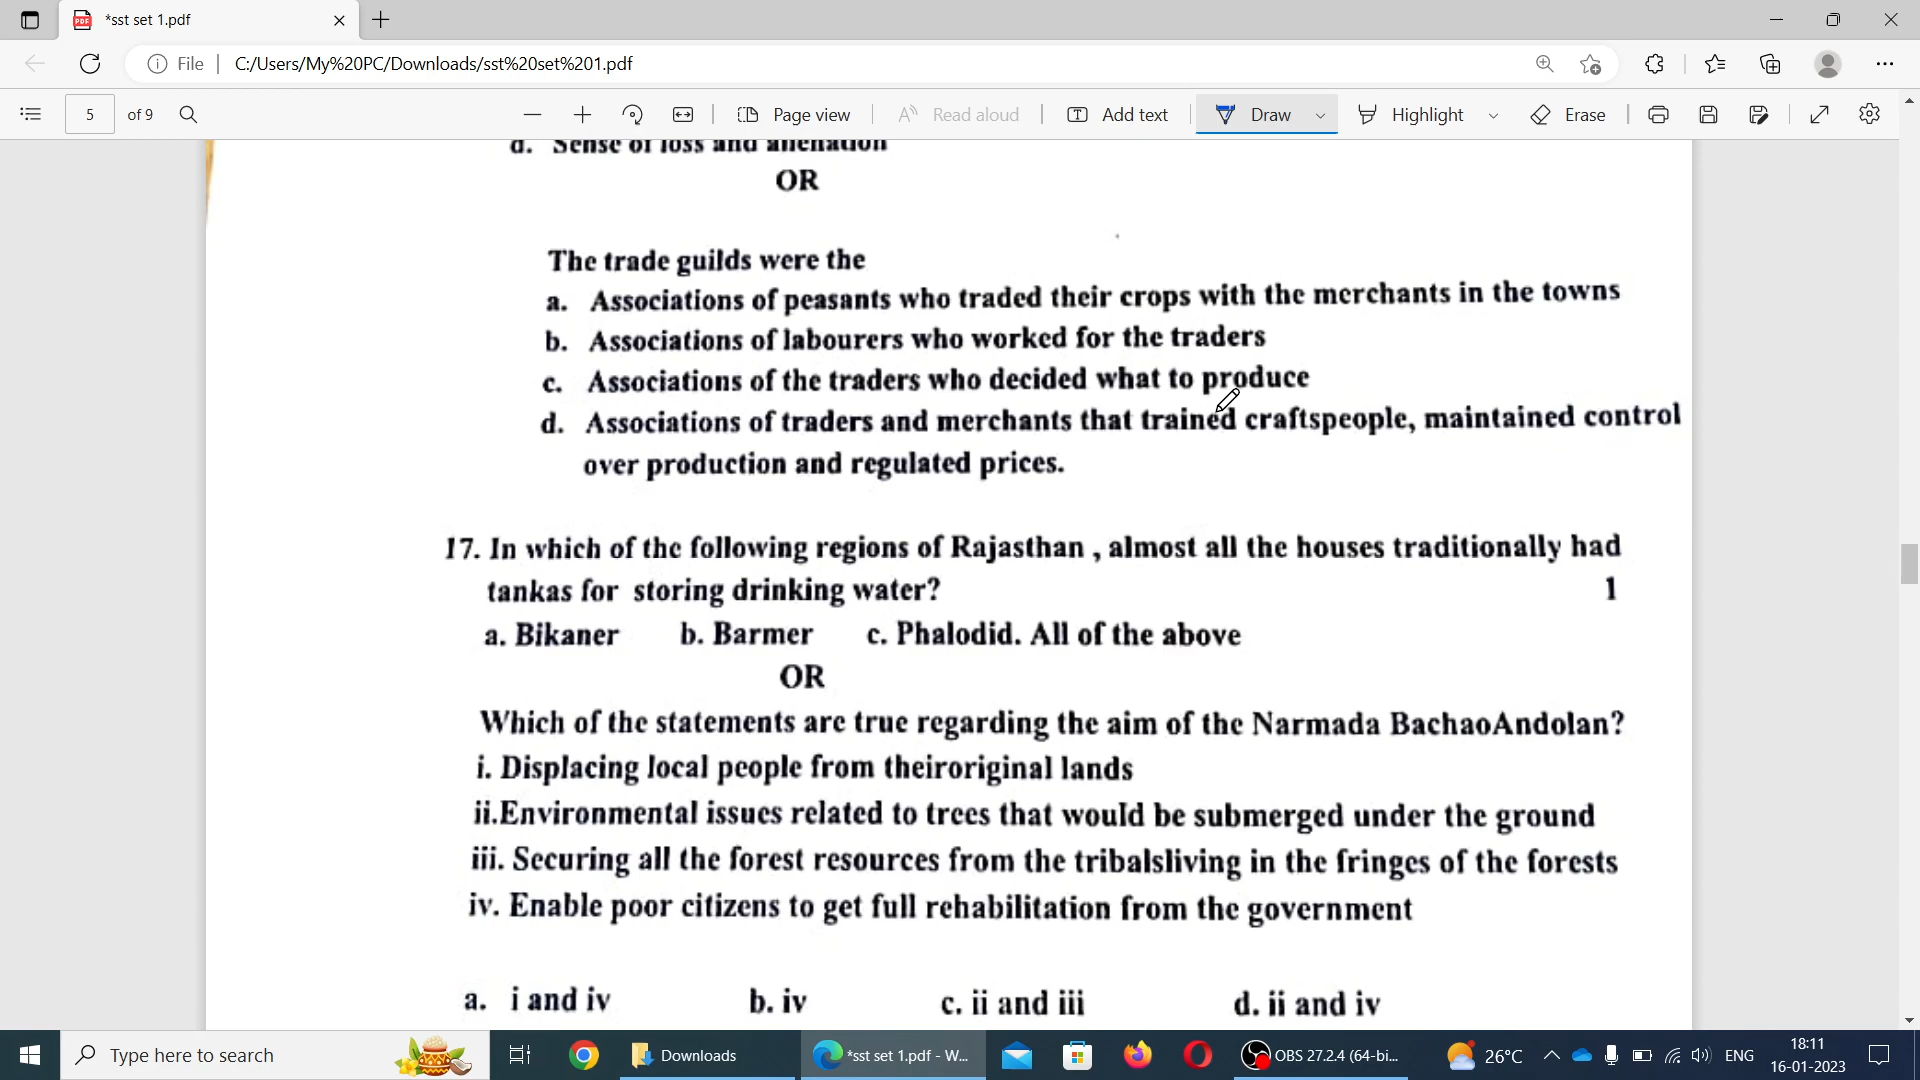 *sst set 1.pdf
File
C:/Users/My%20PC/Downloads/sst%20set%201.pdf
5 of 9
Page view
Read aloud
Add text
Draw
Highlight
Erase
d. Sense of loss and alienation
OR
The trade guilds were the
a. Associations of peasants who traded their crops with the merchants in the towns
b. Associations of labourers who worked for the traders
c. Associations of the traders who decided what to produce
d. Associations of traders and merchants that trained craftspeople, maintained control
over production and regulated prices.
17. In which of the following regions of Rajasthan , almost all the houses traditionally had
tankas for storing drinking water? 1
a. Bikaner b. Barmer c. Phalodid. All of the above
OR
Which of the statements are true regarding the aim of the Narmada BachaoAndolan?
i. Displacing local people from theiroriginal lands
ii.Environmental issues related to trees that would be submerged under the ground
iii. Securing all the forest resources from the tribalsliving in the fringes of the forests
iv. Enable poor citizens to get full rehabilitation from the government
a. i and iv b. iv c. ii and iii d. ii and iv
Type here to search
Downloads
*sst set 1.pdf - W...
OBS 27.2.4 (64-bi...
26°C
ENG
18:11
16-01-2023